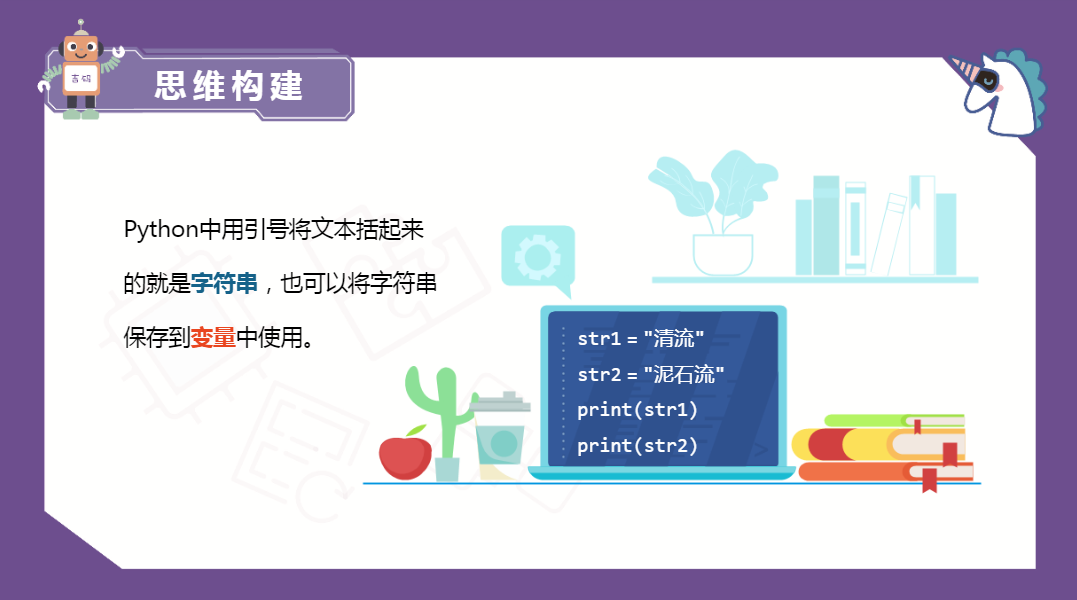 思维构建
Python中用引号将文本括起来
的就是字符串，也可以将字符串
保存到变量中使用。
str1 = "清流"
str2 = "泥石流"
print(str1)
print(str2)